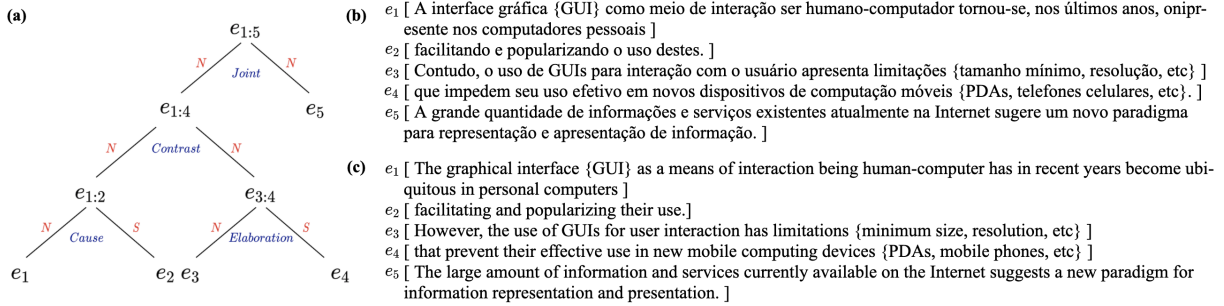 (a)
e1:5
N
Joint
N
e1:4
e5
N
Contrast
N
e1:2
e3:4
N
Cause
S
N
Elaboration
S
e1
e2
e3
e4
(b)
e1 [ A interface gráfica {GUI} como meio de interação ser humano-computador tornou-se, nos últimos anos, onipr-
esente nos computadores pessoais ]
e2 [ facilitando e popularizando o uso destes. ]
e3 [ Contudo, o uso de GUIs para interação com o usuário apresenta limitações {tamanho mínimo, resolução, etc} ]
e4 [ que impedem seu uso efetivo em novos dispositivos de computação móveis {PDAs, telefones celulares, etc}. ]
e5 [ A grande quantidade de informações e serviços existentes atualmente na Internet sugere um novo paradigma
para representação e apresentação de informação. ]
(c)
e1 [ The graphical interface {GUI} as a means of interaction being human-computer has in recent years become ubi-
quitous in personal computers ]
e2 [ facilitating and popularizing their use.]
e3 [ However, the use of GUIs for user interaction has limitations {minimum size, resolution, etc} ]
e4 [ that prevent their effective use in new mobile computing devices {PDAs, mobile phones, etc} ]
e5 [ The large amount of information and services currently available on the Internet suggests a new paradigm for
information representation and presentation. ]